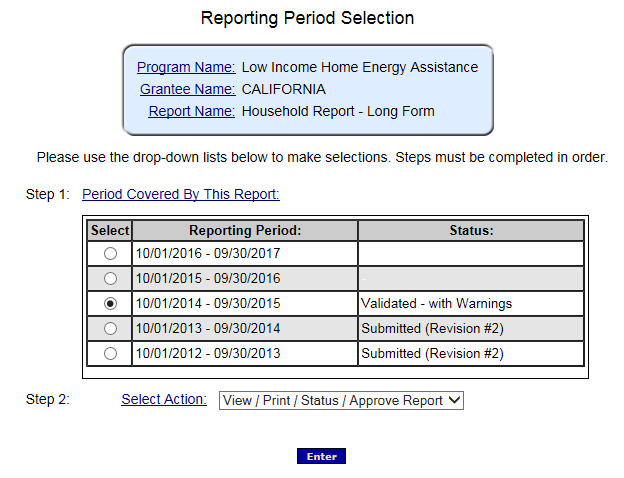 Reporting Period Selection
Program Name: Low Income Home Energy Assistance
Grantee Name: CALIFORNIA
Report Name: Household Report - Long Form
Please use the drop-down lists below to make selections. Steps must be completed in order.
Step 1: Period Covered By This Report:
Select Reporting Period: Status:
10/01/2016 - 09/30/2017
10/01/2015 - 09/30/2016
10/01/2014 - 09/30/2015 Validated - with Warnings
10/01/2013 - 09/30/2014 Submitted (Revision #2)
10/01/2012 - 09/30/2013 Submitted (Revision #2)
Step 2: Select Action: View / Print / Status / Approve Report
Enter